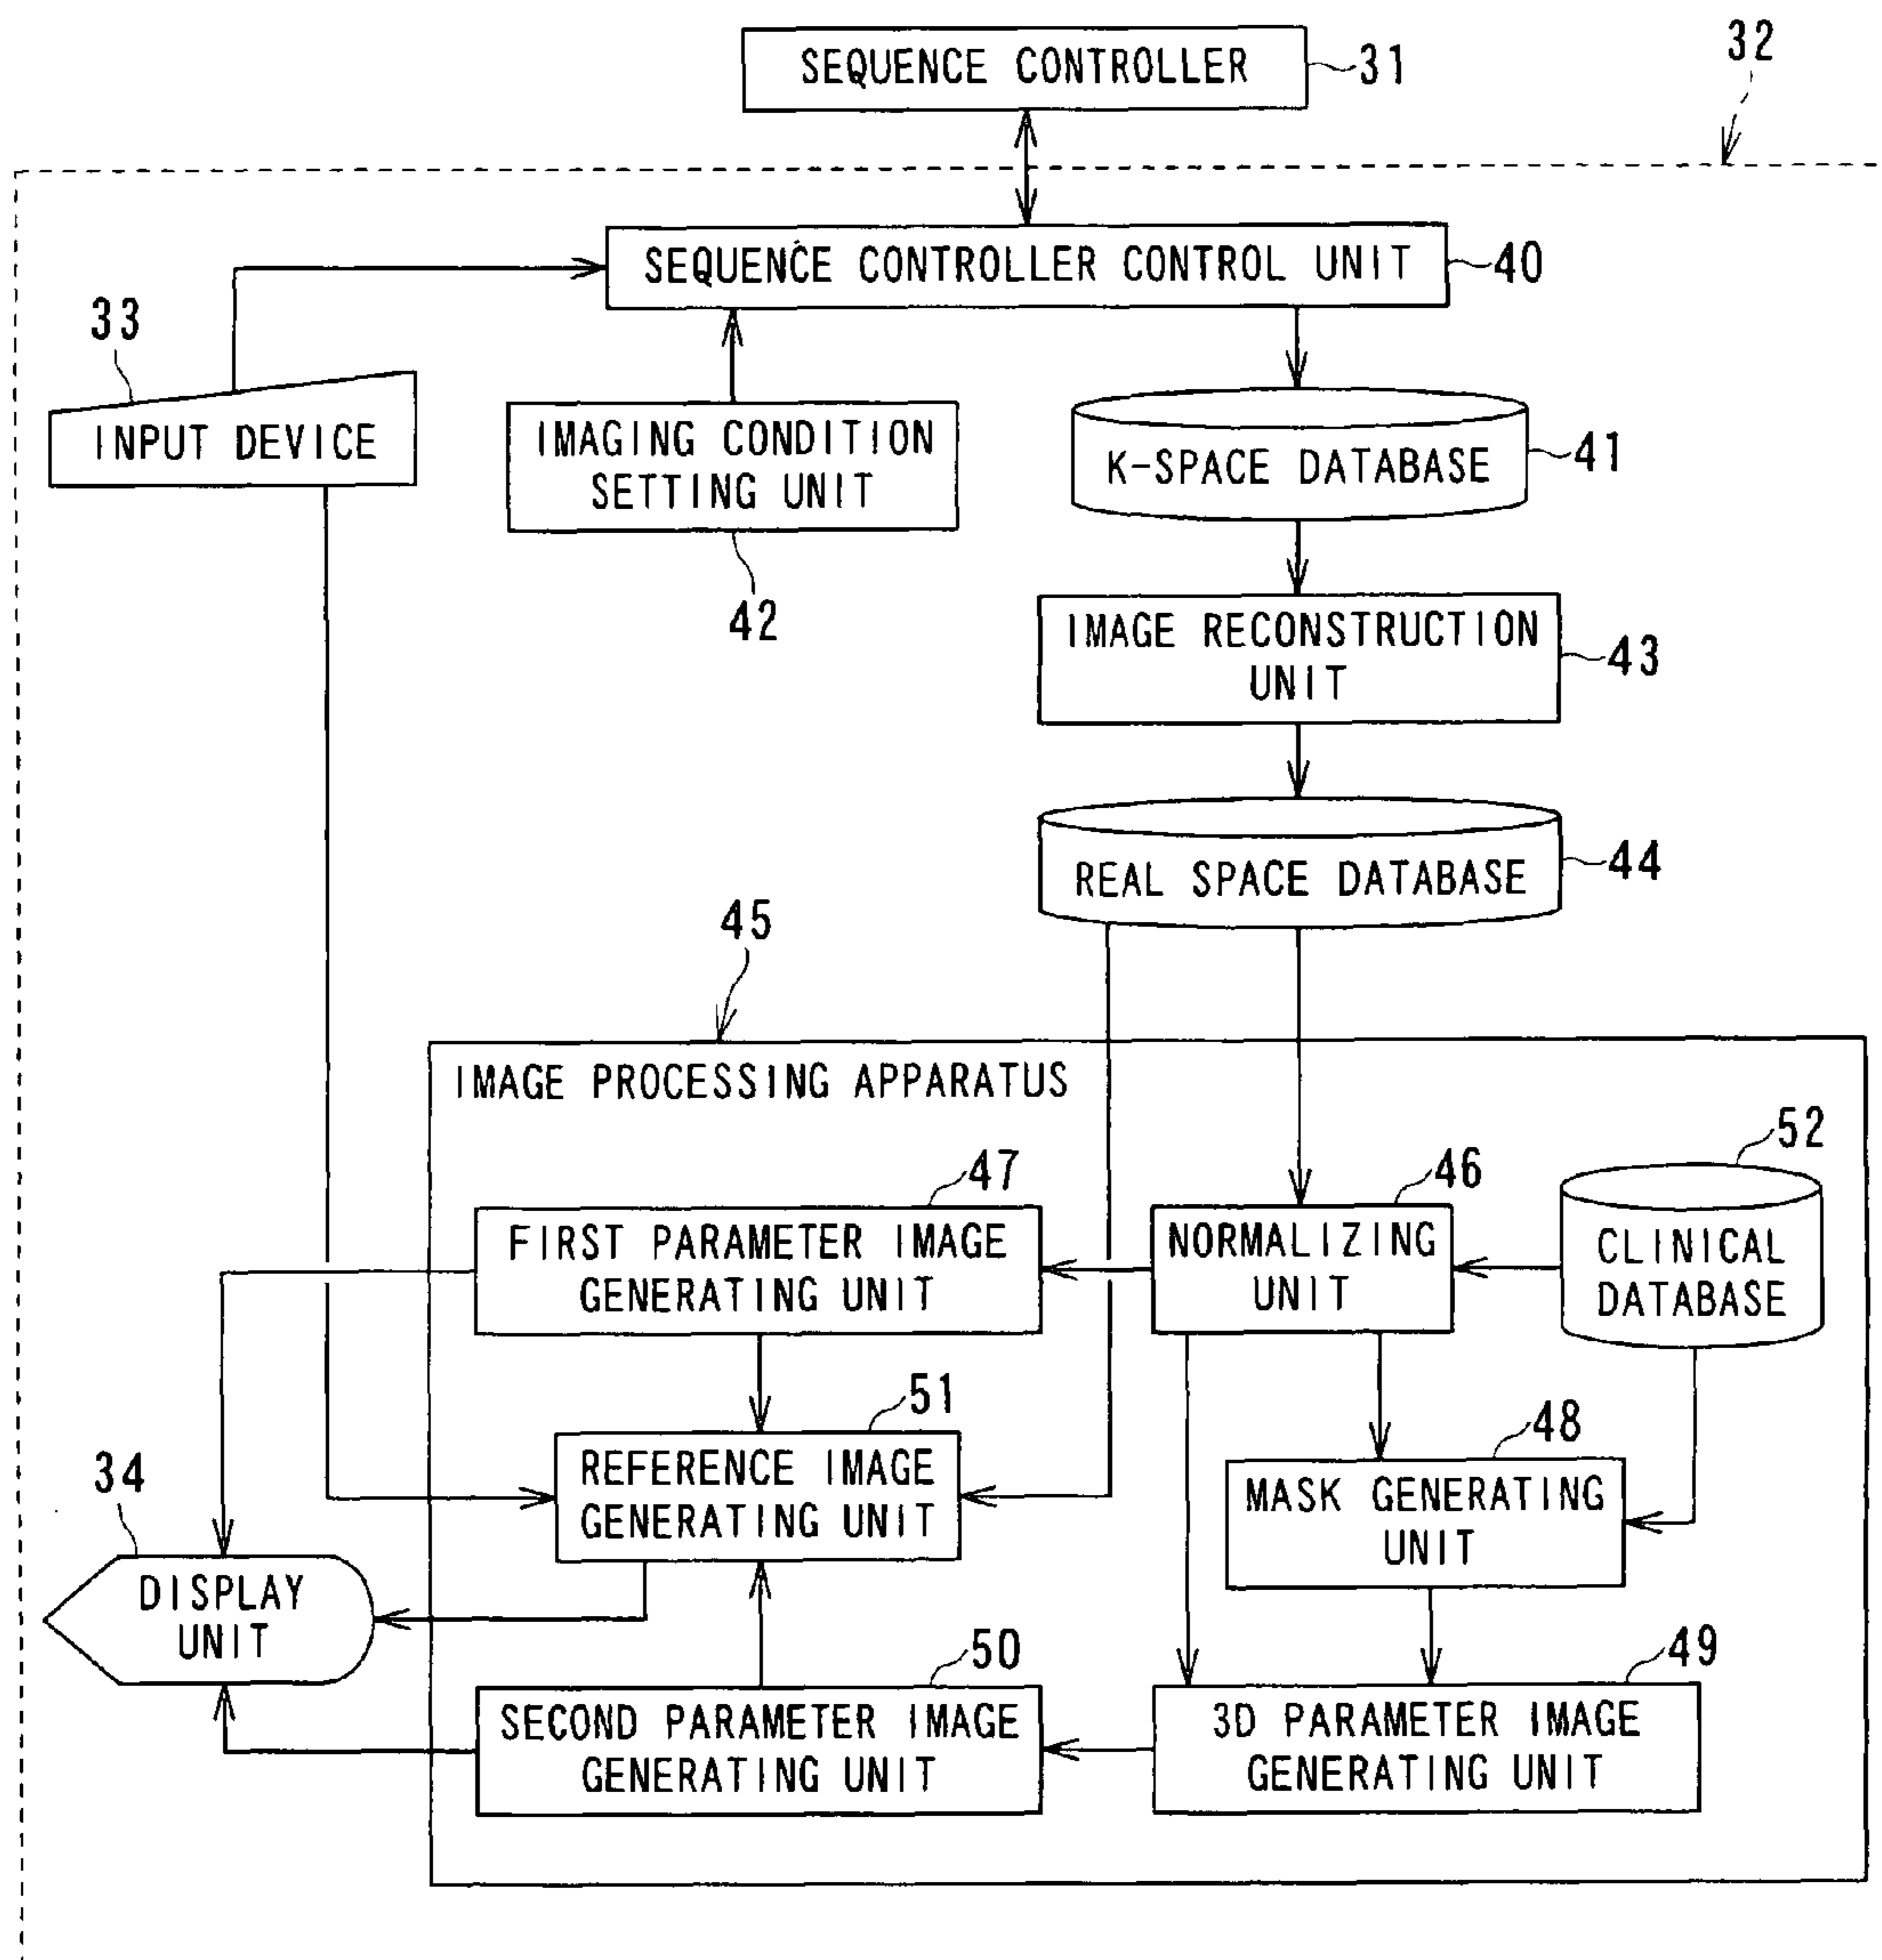 32
SEQUENCE CONTROLLER
31
SEQUENCE CONTROLLER CONTROL UNIT
40
33
INPUT DEVICE
IMAGING CONDITION
SETTING UNIT
42
K-SPACE DATABASE
41
IMAGE RECONSTRUCTION
UNIT
43
REAL SPACE DATABASE
44
45
IMAGE PROCESSING APPARATUS
47
FIRST PARAMETER IMAGE
GENERATING UNIT
46
NORMALIZING
UNIT
52
CLINICAL
DATABASE
51
REFERENCE IMAGE
GENERATING UNIT
48
MASK GENERATING
UNIT
34
DISPLAY
UNIT
50
SECOND PARAMETER IMAGE
GENERATING UNIT
49
3D PARAMETER IMAGE
GENERATING UNIT